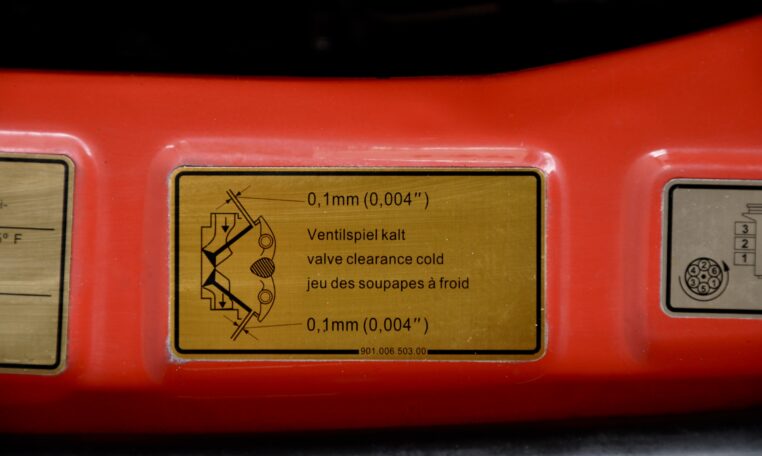 i-
5° F
0,1mm (0,004″)
Ventilspiel kalt
valve clearance cold
jeu des soupapes à froid
0,1mm (0,004″)
901.006 503.00
3
2
1